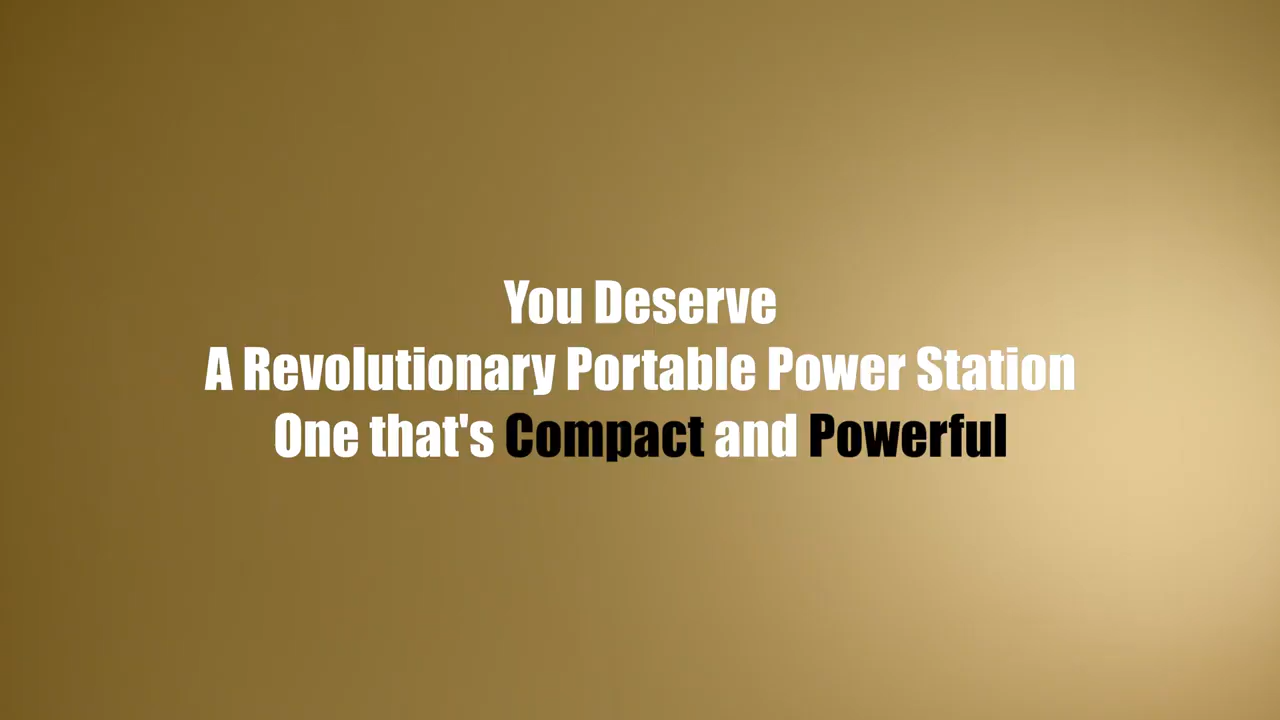 You Deserve
A Revolutionary Portable Power Station
One that's Compact and Powerful